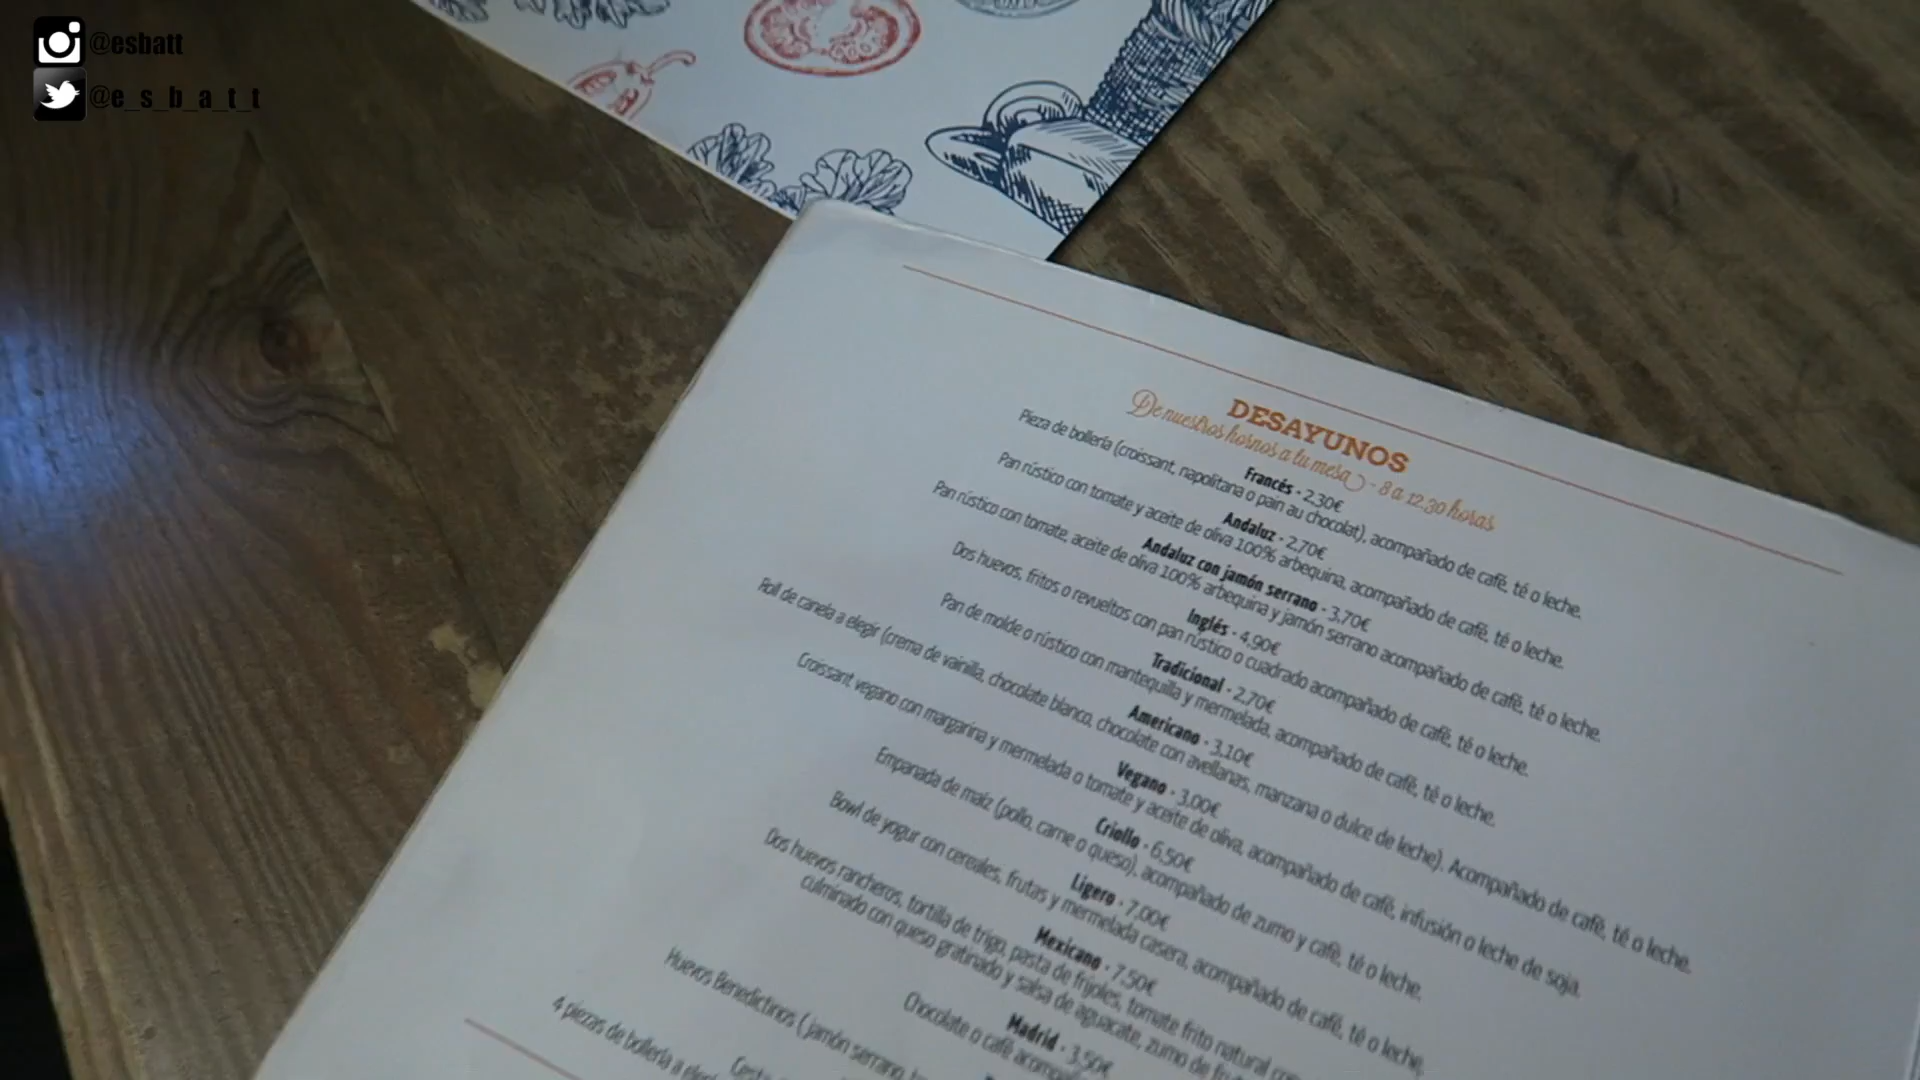 @esbatt
@e_s_b_a_t_t
DESAYUNOS
De nuestros hornos a tu mesa - 8 a 12.30 horas
Francés - 2,30€
Pieza de bollería (croissant, napolitana o pain au chocolat), acompañado de café, té o leche.
Andaluz - 2,70€
Pan rústico con tomate y aceite de oliva 100% arbequina, acompañado de café, té o leche.
Andaluz con jamón serrano - 3,70€
Pan rústico con tomate, aceite de oliva 100% arbequina y jamón serrano acompañado de café, té o leche.
Inglés - 4,90€
Dos huevos, fritos o revueltos con pan rústico o cuadrado acompañado de café, té o leche.
Tradicional - 2,70€
Pan de molde o rústico con mantequilla y mermelada, acompañado de café, té o leche.
Americano - 3,10€
Roll de canela a elegir (crema de vainilla, chocolate blanco, chocolate con avellanas, manzana o dulce de leche). Acompañado de café, té o leche.
Vegano - 3,00€
Croissant vegano con margarina y mermelada o tomate y aceite de oliva, acompañado de café, infusión o leche de soja.
Criollo - 6,50€
Empanada de maíz (pollo, carne o queso), acompañado de zumo y café, té o leche.
Ligero - 7,00€
Bowl de yogur con cereales, frutas y mermelada casera, acompañado de café, té o leche.
Mexicano - 7,50€
Dos huevos rancheros, tortilla de trigo, pasta de frijoles, tomate frito natural
culminado con queso gratinado y salsa de aguacate, zumo de
Madrid - 3,50€
Chocolate o café
Huevos Benedictinos (jamón serrano,
4 piezas de bollería a